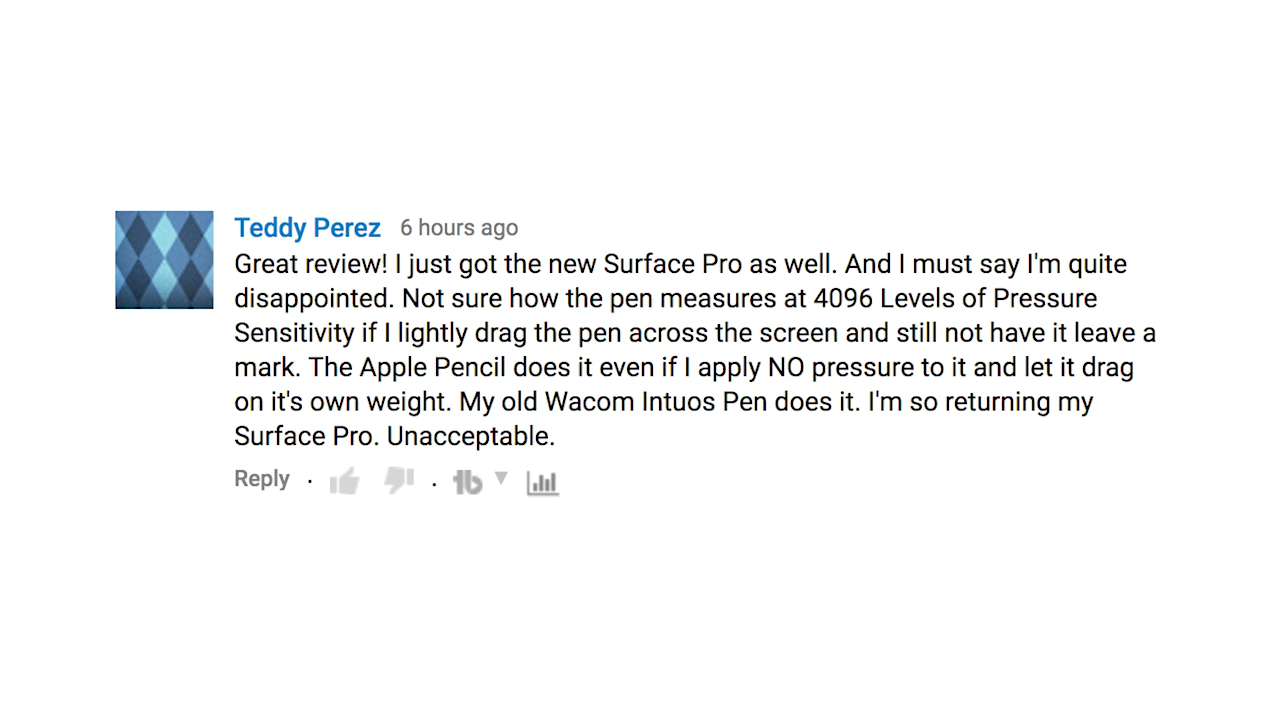 Teddy Perez 6 hours ago
Great review! I just got the new Surface Pro as well. And I must say I'm quite
disappointed. Not sure how the pen measures at 4096 Levels of Pressure
Sensitivity if I lightly drag the pen across the screen and still not have it leave a
mark. The Apple Pencil does it even if I apply NO pressure to it and let it drag
on it's own weight. My old Wacom Intuos Pen does it. I'm so returning my
Surface Pro. Unacceptable.
Reply